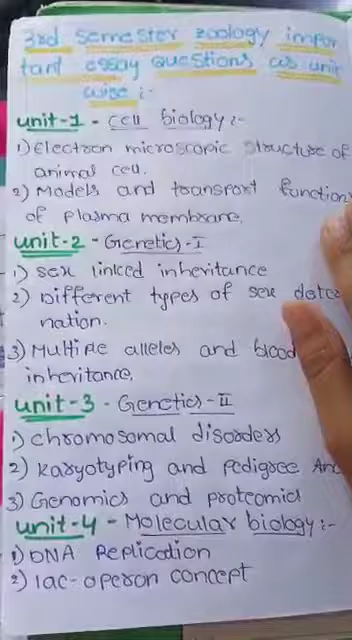 3rd semester zoology impor
tant essay questions as unit
wise :-
unit-1 - cell biology :-
1) Electron microscopic structure of
animal cell.
2) Models and transport function
of plasma membrane.
unit-2 - Genetics-I
1) sex linked inheritance
2) Different types of sex dete
nation.
3) Multiple alleles and blood
inheritance.
unit-3 - Genetics-II
1) chromosomal disorders
2) karyotyping and pedigree An
3) Genomics and proteomics
unit-4 - Molecular biology :-
1) DNA Replication
2) lac-operon concept